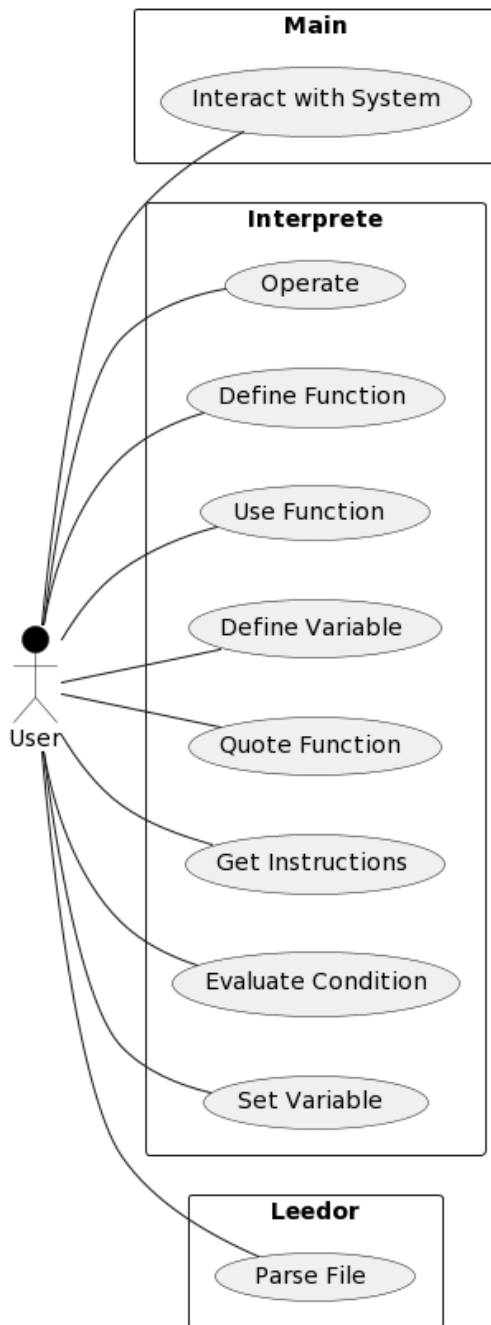 Main
Interact with System
Interprete
Operate
Define Function
Use Function
Define Variable
Quote Function
User
Get Instructions
Evaluate Condition
Set Variable
Leedor
Parse File